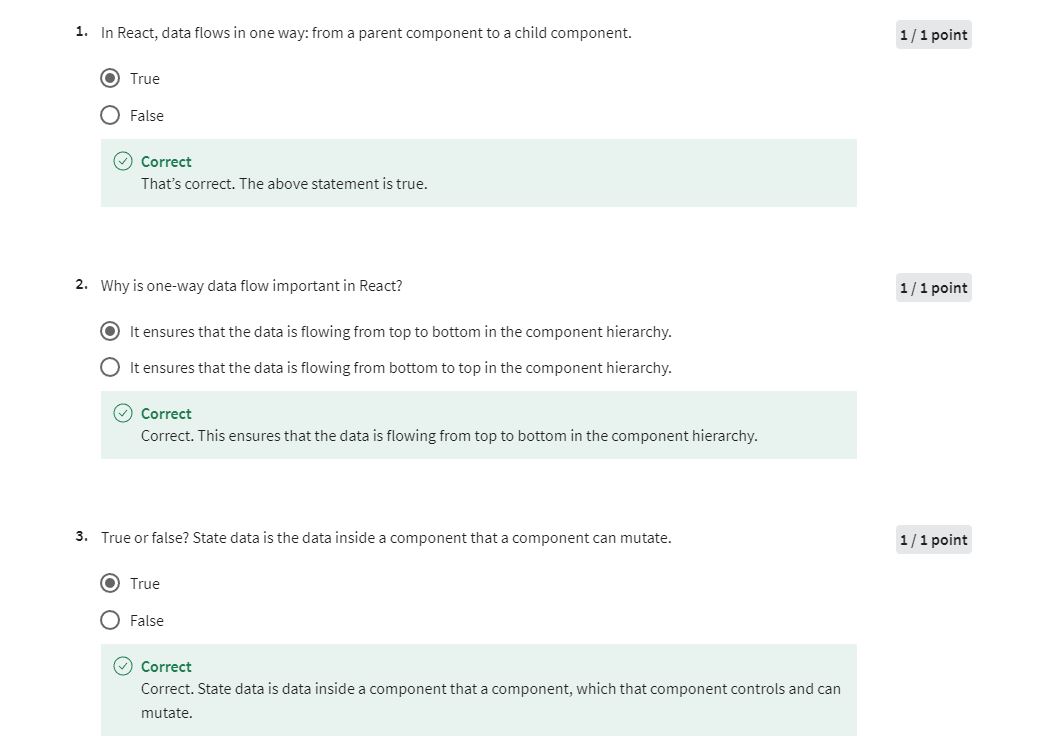 1. In React, data flows in one way: from a parent component to a child component. 1 / 1 point
True
False
Correct
That’s correct. The above statement is true.
2. Why is one-way data flow important in React? 1 / 1 point
It ensures that the data is flowing from top to bottom in the component hierarchy.
It ensures that the data is flowing from bottom to top in the component hierarchy.
Correct
Correct. This ensures that the data is flowing from top to bottom in the component hierarchy.
3. True or false? State data is the data inside a component that a component can mutate. 1 / 1 point
True
False
Correct
Correct. State data is data inside a component that a component, which that component controls and can
mutate.